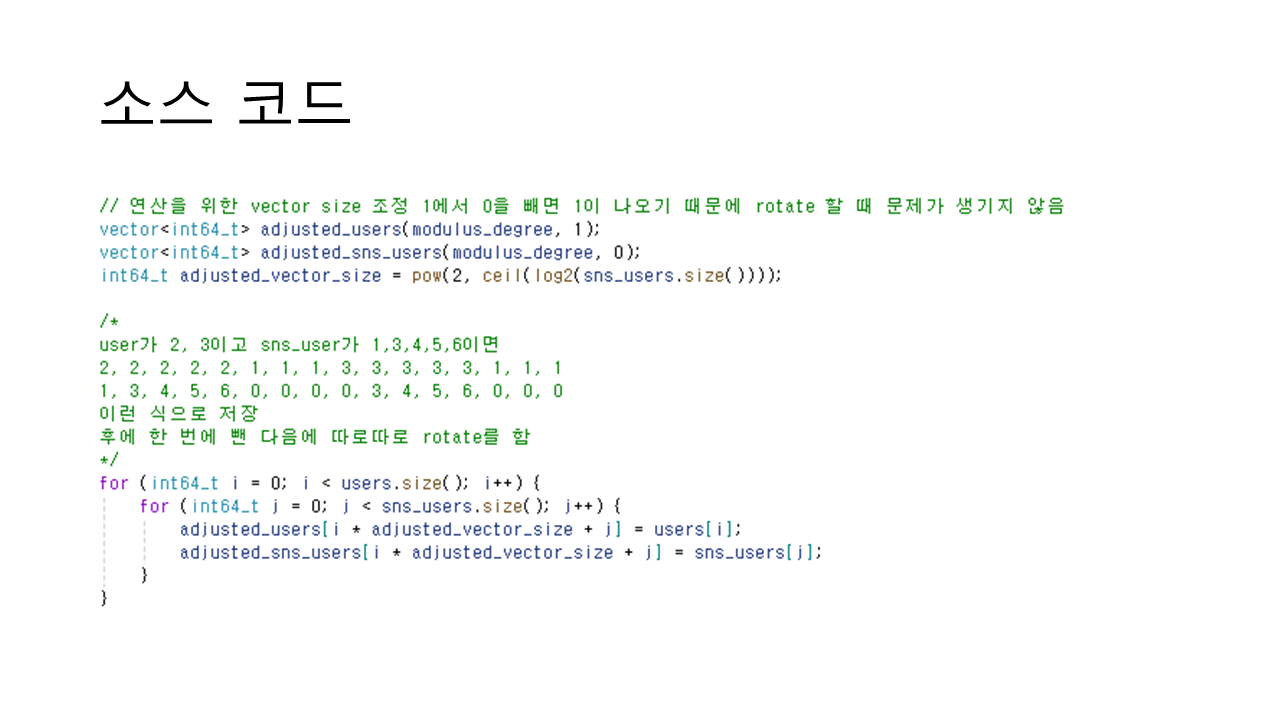 소스 코드
// 연산을 위한 vector size 조정 1에서 0을 빼면 1이 나오기 때문에 rotate 할 때 문제가 생기지 않음
vector<int64_t> adjusted_users(modulus_degree, 1);
vector<int64_t> adjusted_sns_users(modulus_degree, 0);
int64_t adjusted_vector_size = pow(2, ceil(log2(sns_users.size())));
/*
user가 2, 3이고 sns_user가 1,3,4,5,6이면
2, 2, 2, 2, 2, 1, 1, 1, 3, 3, 3, 3, 3, 1, 1, 1
1, 3, 4, 5, 6, 0, 0, 0, 0, 3, 4, 5, 6, 0, 0, 0
이런 식으로 저장
후에 한 번에 뺀 다음에 따로따로 rotate를 함
*/
for (int64_t i = 0; i < users.size(); i++) {
    for (int64_t j = 0; j < sns_users.size(); j++) {
        adjusted_users[i * adjusted_vector_size + j] = users[i];
        adjusted_sns_users[i * adjusted_vector_size + j] = sns_users[j];
    }
}